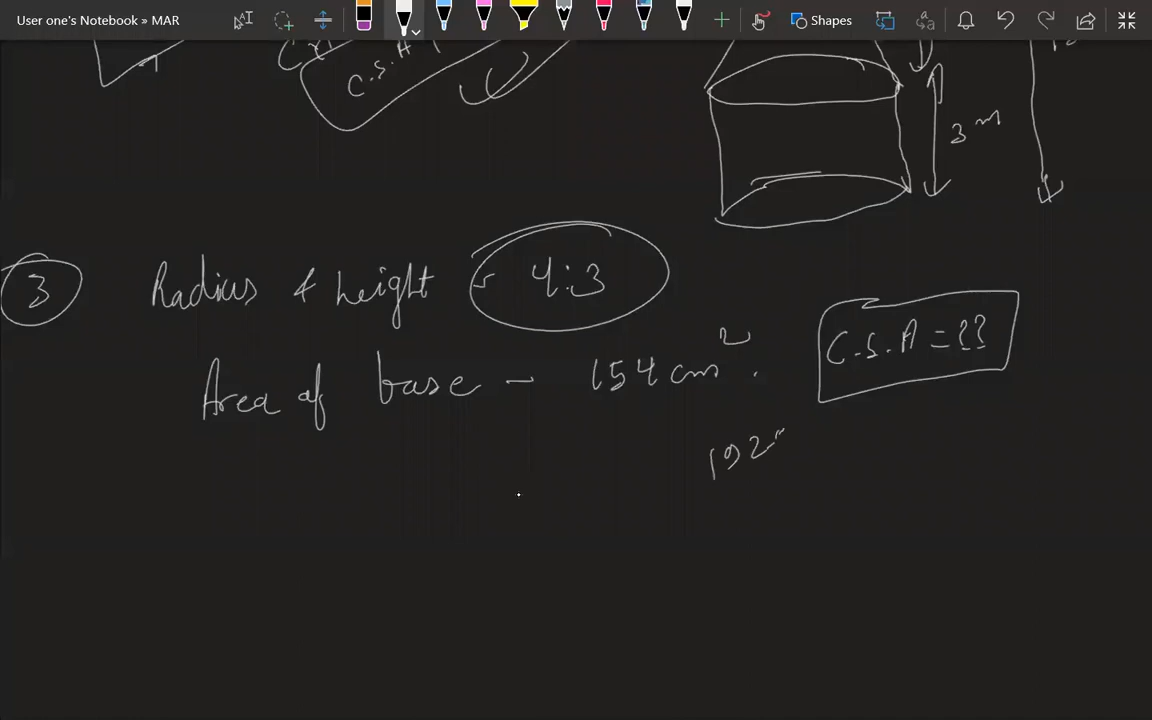 User one's Notebook » MAR
Shapes
C.S.A
3 m
3 Radius & height - 4:3
Area of base - 154 cm².
C.S.A = ??
192